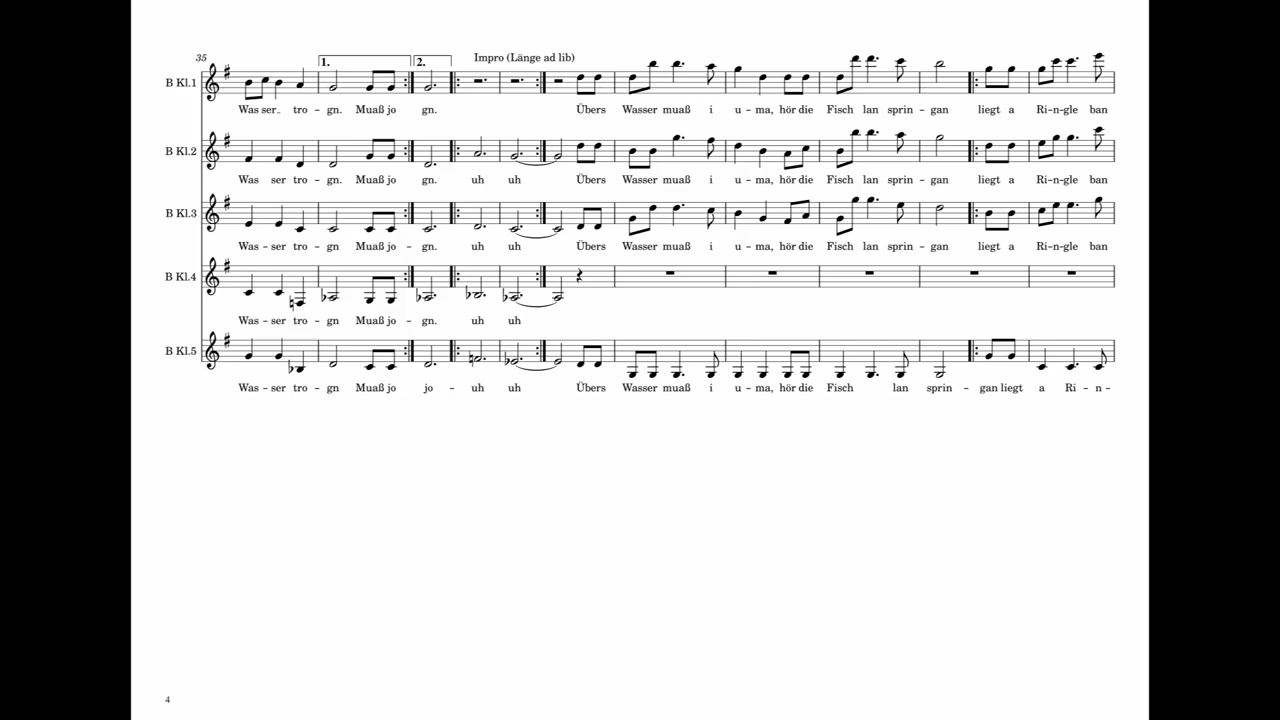 35 1. 2. Impro (Länge ad lib)
B Kl.1
Was ser_ tro – gn. Muaß jo gn. Übers Wasser muaß i u – ma, hör die Fisch lan sprin – gan liegt a Ri–n–gle ban
B Kl.2
Was ser tro – gn. Muaß jo gn. uh uh Übers Wasser muaß i u – ma, hör die Fisch lan sprin – gan liegt a Ri–n–gle ban
B Kl.3
Was – ser tro – gn Muaß jo – gn. uh uh Übers Wasser muaß i u – ma, hör die Fisch lan sprin – gan liegt a Ri–n–gle ban
B Kl.4
Was – ser tro – gn Muaß jo – gn. uh uh
B Kl.5
Was – ser tro – gn Muaß jo jo – uh uh Übers Wasser muaß i u – ma, hör die Fisch lan sprin – gan liegt a Ri – n –
4